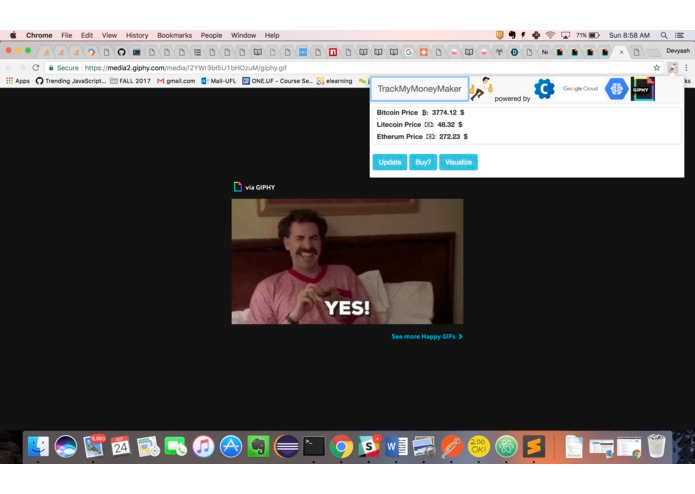 Chrome File Edit View History Bookmarks People Window Help 71% Sun 8:58 AM
Devyash
Secure https://media2.giphy.com/media/l2YWr3bI5U1bHOzuM/giphy.gif
Apps Trending JavaScript... FALL 2017 M gmail.com Mail-UFL ONE.UF - Course Se... elearning
TrackMyMoneyMaker powered by Google Cloud GIPHY
Bitcoin Price ₿: 3774.12 $
Litecoin Price : 48.32 $
Etherum Price : 272.23 $
Update Buy? Visualize
via GIPHY
YES!
See more Happy GIFs
24
200
OK!